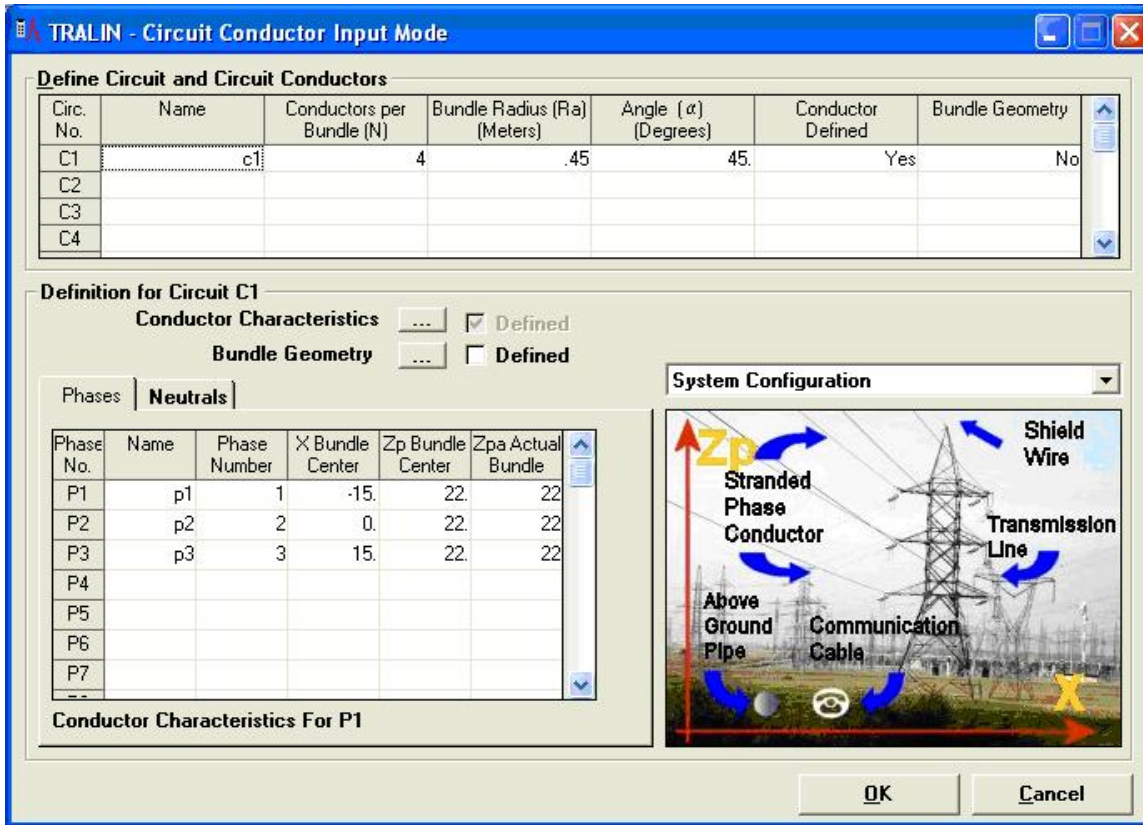 TRALIN - Circuit Conductor Input Mode
Define Circuit and Circuit Conductors
Circ. No. Name Conductors per Bundle (N) Bundle Radius (Ra) (Meters) Angle (α) (Degrees) Conductor Defined Bundle Geometry
C1 c1 4 .45 45. Yes No
C2
C3
C4
Definition for Circuit C1
Conductor Characteristics ... Defined
Bundle Geometry ... Defined
Phases Neutrals
Phase No. Name Phase Number X Bundle Center Zp Bundle Center Zpa Actual Bundle
P1 p1 1 -15. 22. 22
P2 p2 2 0. 22. 22
P3 p3 3 15. 22. 22
P4
P5
P6
P7
Conductor Characteristics For P1
System Configuration
Zp
Shield
Wire
Stranded
Phase
Conductor
Transmission
Line
Above
Ground
Pipe
Communication
Cable
X
OK Cancel